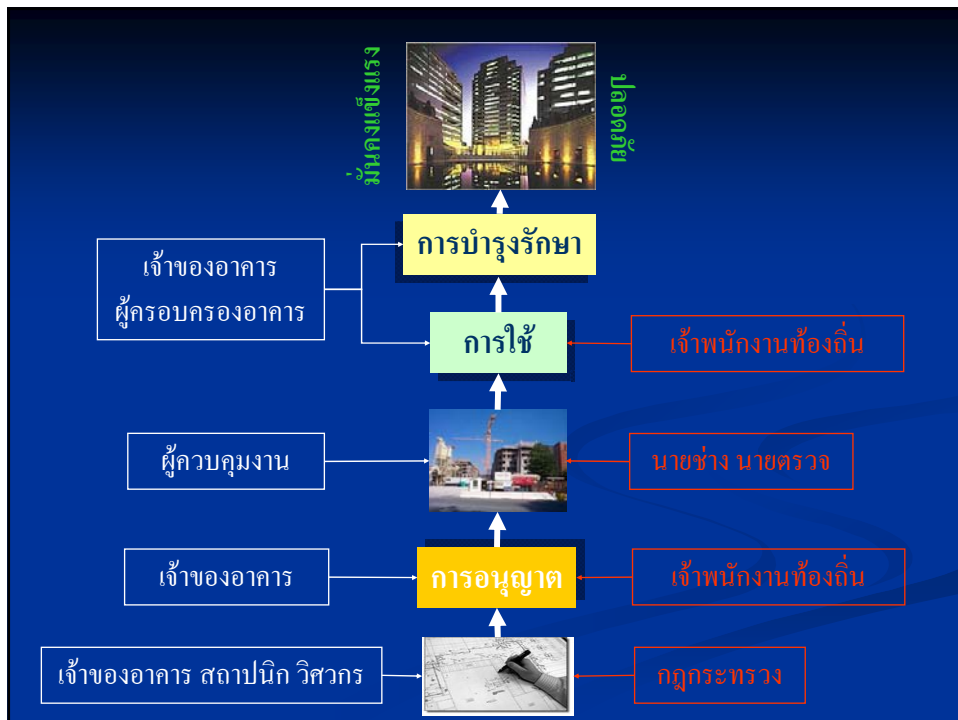 มั่นคงแข็งแรง
ปลอดภัย
การบำรุงรักษา
เจ้าของอาคาร
ผู้ครอบครองอาคาร
การใช้
เจ้าพนักงานท้องถิ่น
ผู้ควบคุมงาน
นายช่าง นายตรวจ
เจ้าของอาคาร
การอนุญาต
เจ้าพนักงานท้องถิ่น
เจ้าของอาคาร สถาปนิก วิศวกร
กฎกระทรวง